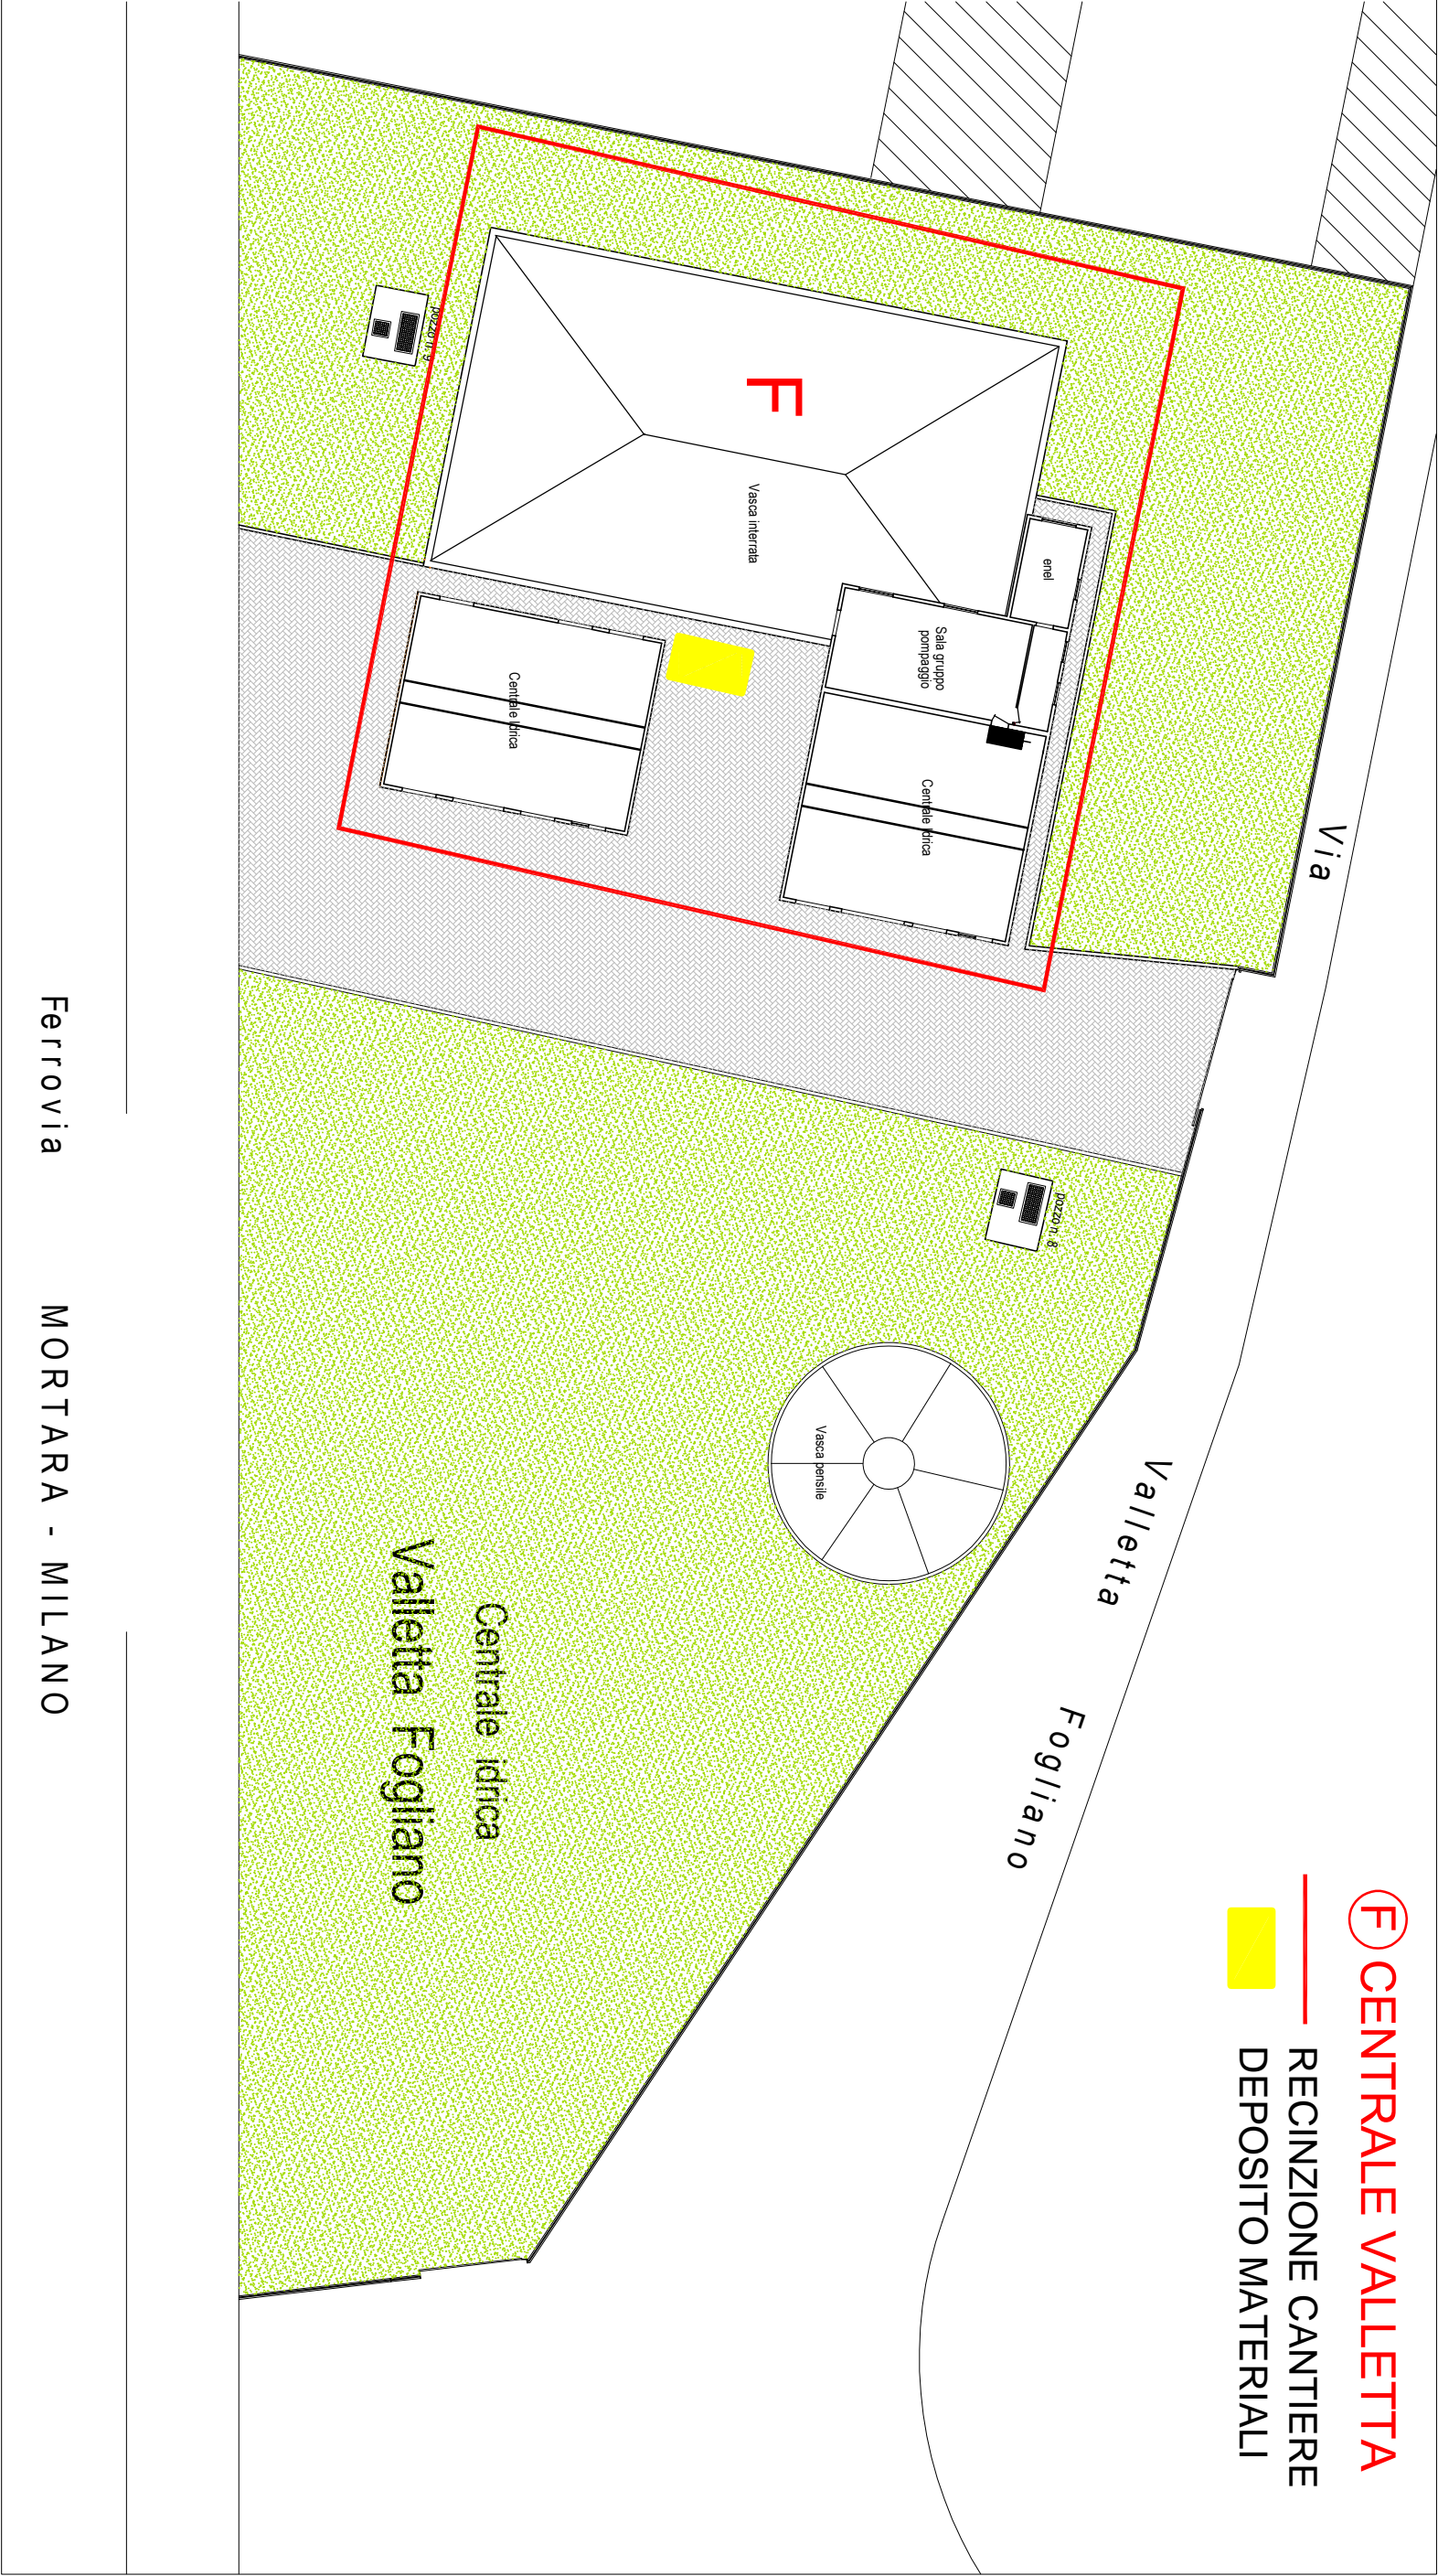 F CENTRALE VALLETTA
RECINZIONE CANTIERE
DEPOSITO MATERIALI
Via Valletta Fogliano
enel
Sala gruppo
pompaggio
Centrale Idrica
F
Vasca interrata
Centrale Idrica
pozzo n. 9
pozzo n. 8
Vasca pensile
Centrale idrica
Valletta Fogliano
Ferrovia MORTARA - MILANO